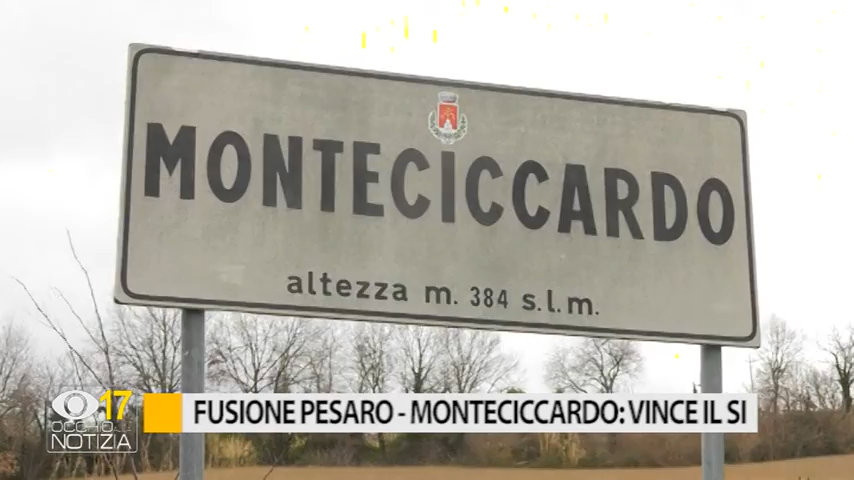 MONTECICCARDO
altezza m. 384 s.l.m.
17
OCCHIO ALLA
NOTIZIA
FUSIONE PESARO - MONTECICCARDO: VINCE IL SI